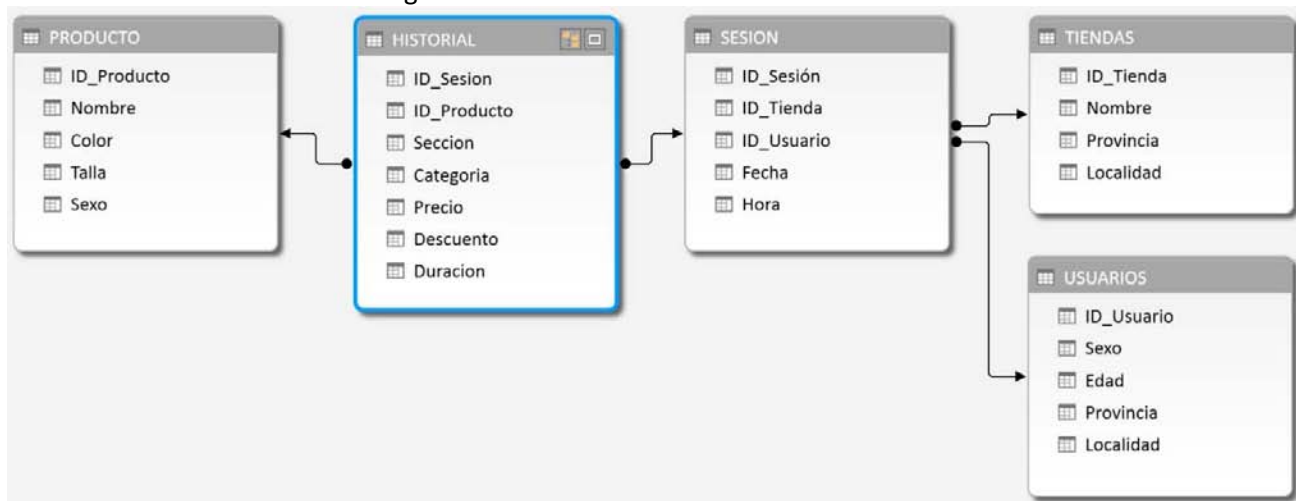 PRODUCTO
ID_Producto
Nombre
Color
Talla
Sexo
HISTORIAL
ID_Sesion
ID_Producto
Seccion
Categoria
Precio
Descuento
Duracion
SESION
ID_Sesión
ID_Tienda
ID_Usuario
Fecha
Hora
TIENDAS
ID_Tienda
Nombre
Provincia
Localidad
USUARIOS
ID_Usuario
Sexo
Edad
Provincia
Localidad